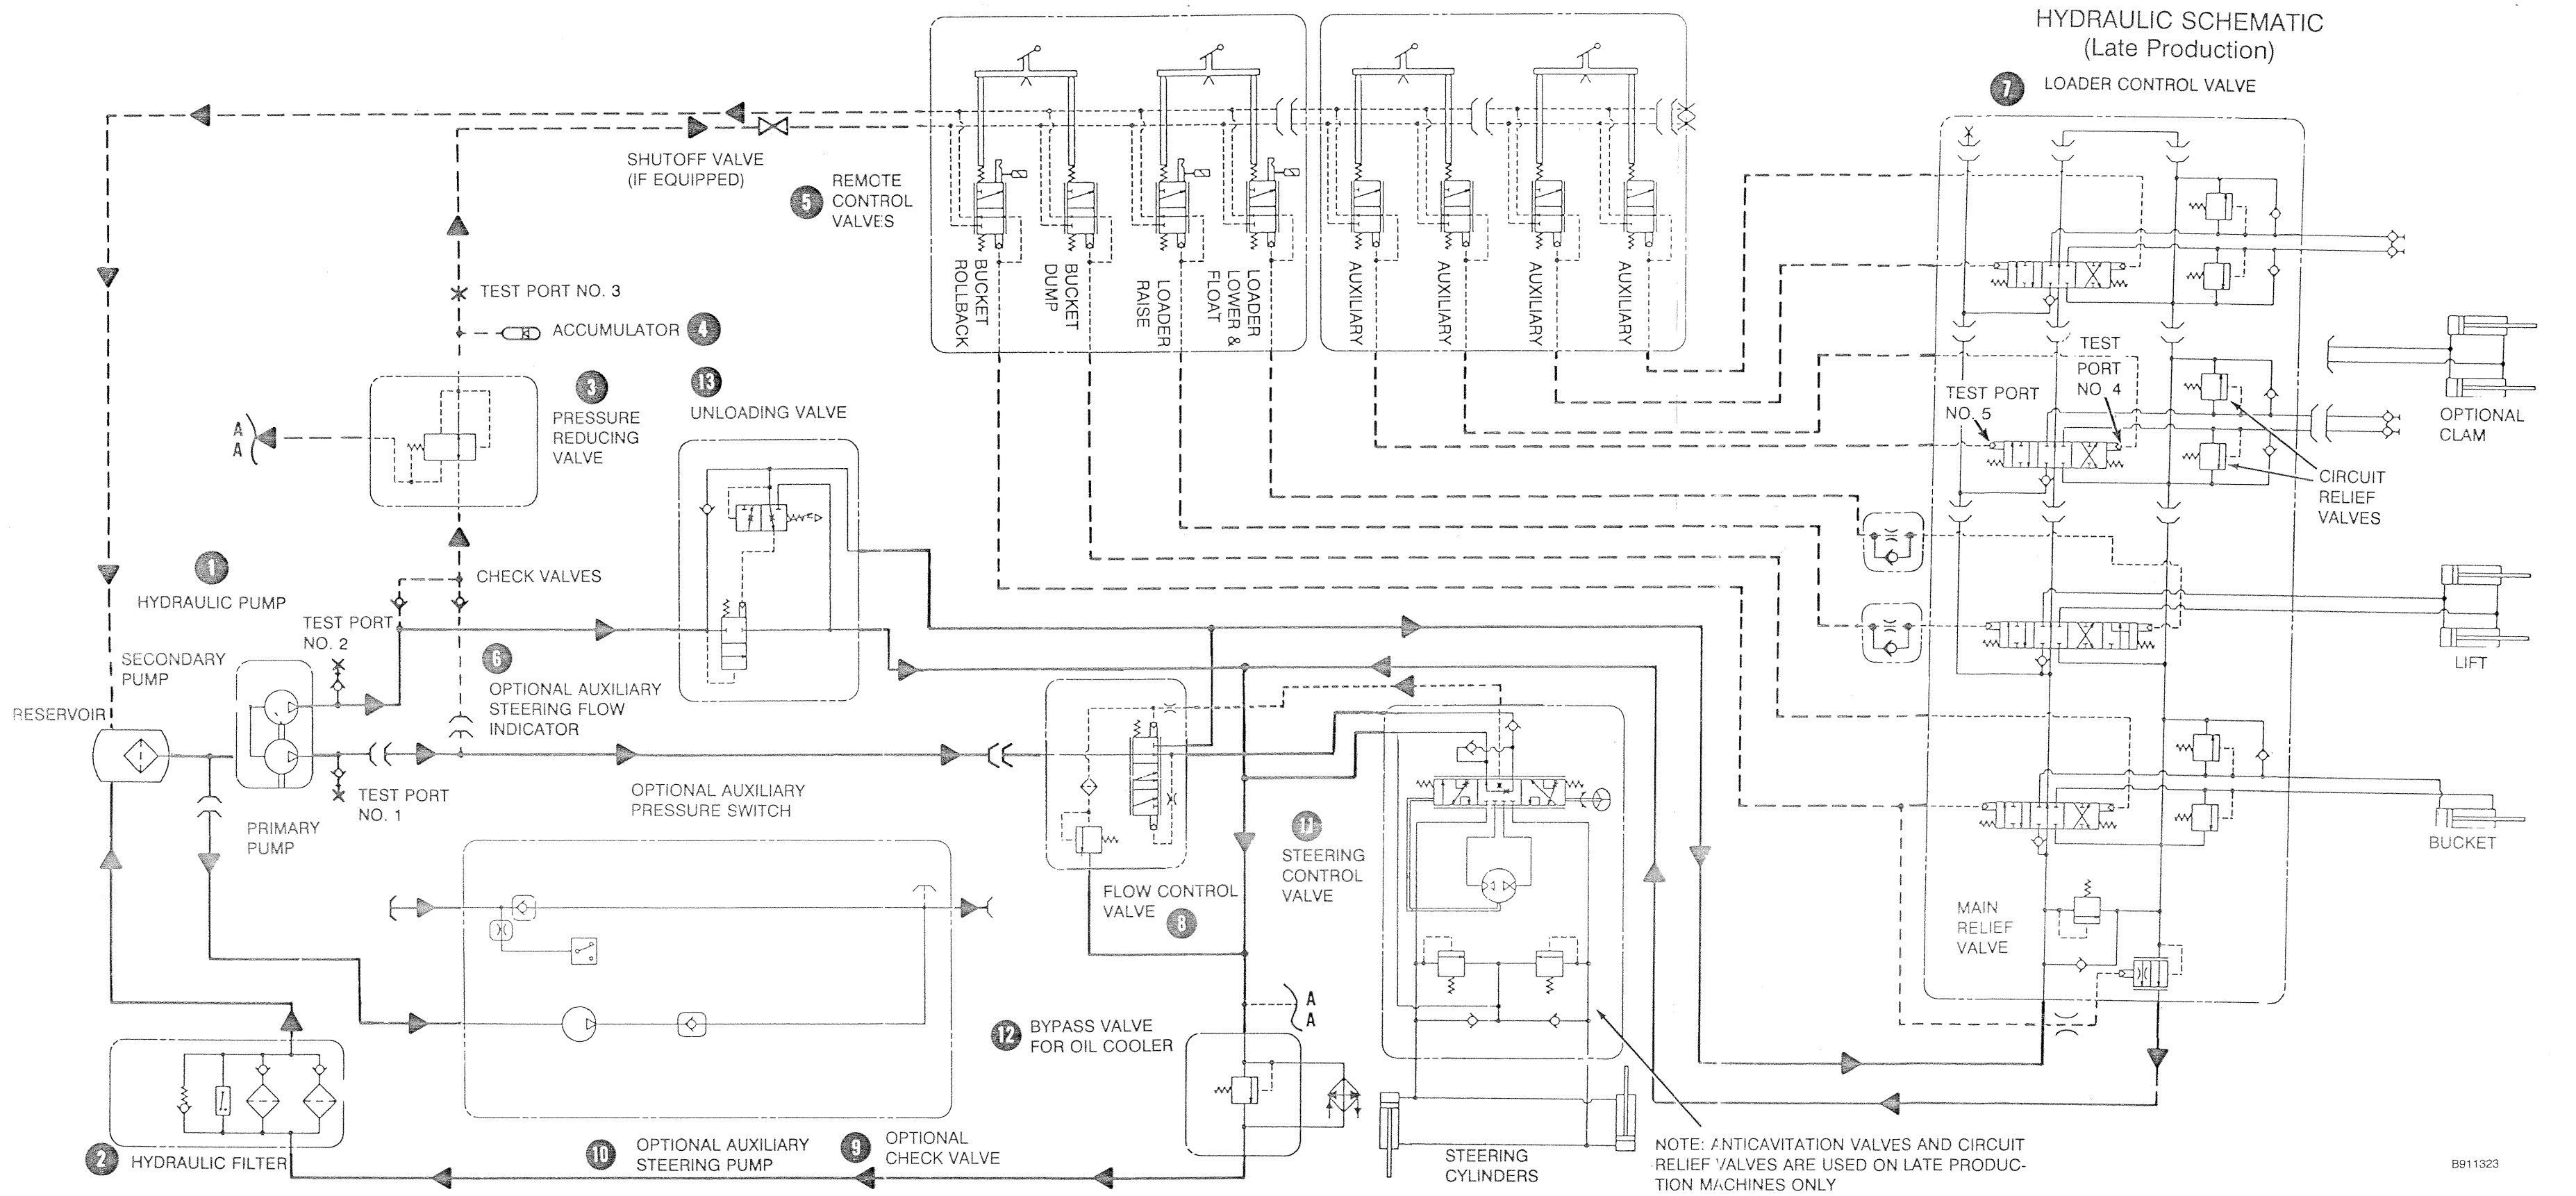 HYDRAULIC SCHEMATIC
(Late Production)
7 LOADER CONTROL VALVE
SHUTOFF VALVE
(IF EQUIPPED)
5 REMOTE
CONTROL
VALVES
BUCKET
ROLLBACK
BUCKET
DUMP
LOADER
RAISE
LOADER
LOWER &
FLOAT
AUXILIARY
AUXILIARY
AUXILIARY
AUXILIARY
TEST PORT NO. 3
ACCUMULATOR 4
3
PRESSURE
REDUCING
VALVE
13
UNLOADING VALVE
A
A
TEST
PORT
NO. 4
TEST PORT
NO. 5
OPTIONAL
CLAM
CIRCUIT
RELIEF
VALVES
1
HYDRAULIC PUMP
CHECK VALVES
TEST PORT
NO. 2
SECONDARY
PUMP
6
OPTIONAL AUXILIARY
STEERING FLOW
INDICATOR
RESERVOIR
LIFT
TEST PORT
NO. 1
PRIMARY
PUMP
OPTIONAL AUXILIARY
PRESSURE SWITCH
11
STEERING
CONTROL
VALVE
BUCKET
FLOW CONTROL
VALVE 8
MAIN
RELIEF
VALVE
A
A
12 BYPASS VALVE
FOR OIL COOLER
2 HYDRAULIC FILTER
10 OPTIONAL AUXILIARY
STEERING PUMP
9 OPTIONAL
CHECK VALVE
STEERING
CYLINDERS
NOTE: ANTICAVITATION VALVES AND CIRCUIT
RELIEF VALVES ARE USED ON LATE PRODUC-
TION MACHINES ONLY
B911323